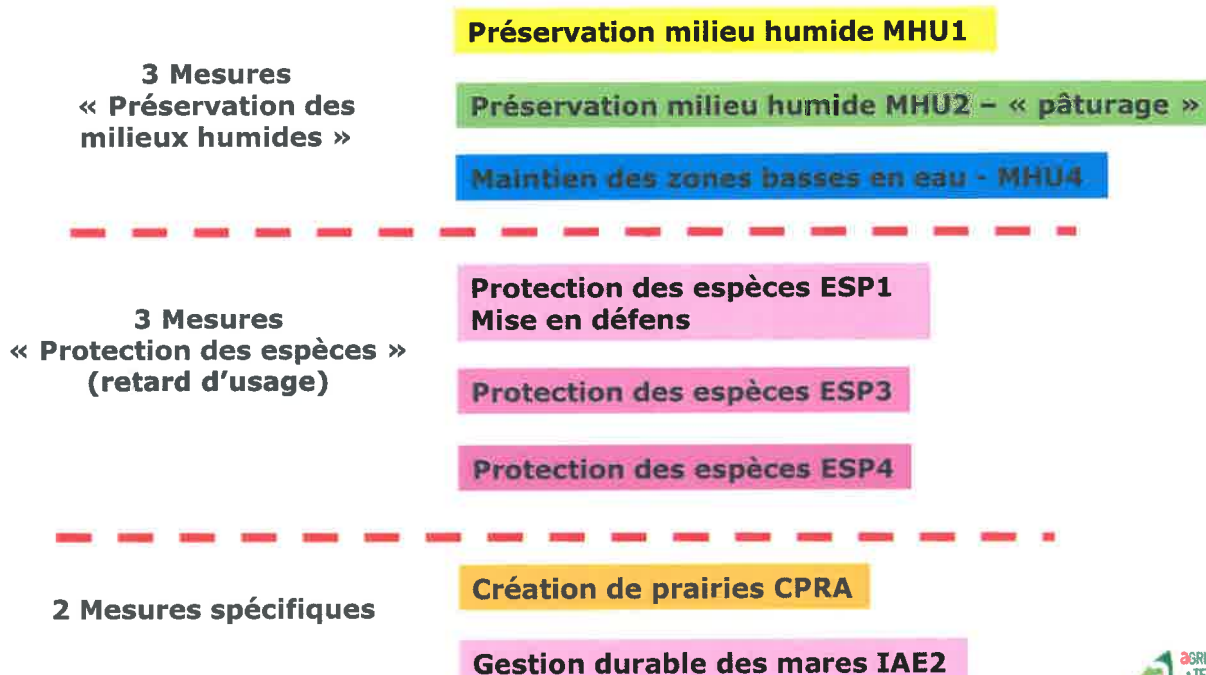 3 Mesures
« Préservation des
milieux humides »
Préservation milieu humide MHU1
Préservation milieu humide MHU2 – « pâturage »
Maintien des zones basses en eau - MHU4
3 Mesures
« Protection des espèces »
(retard d'usage)
Protection des espèces ESP1
Mise en défens
Protection des espèces ESP3
Protection des espèces ESP4
2 Mesures spécifiques
Création de prairies CPRA
Gestion durable des mares IAE2